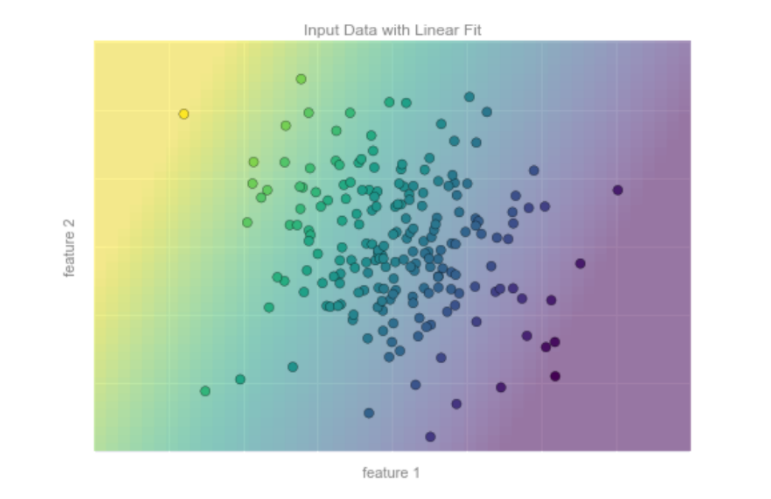 Input Data with Linear Fit
feature 2
feature 1